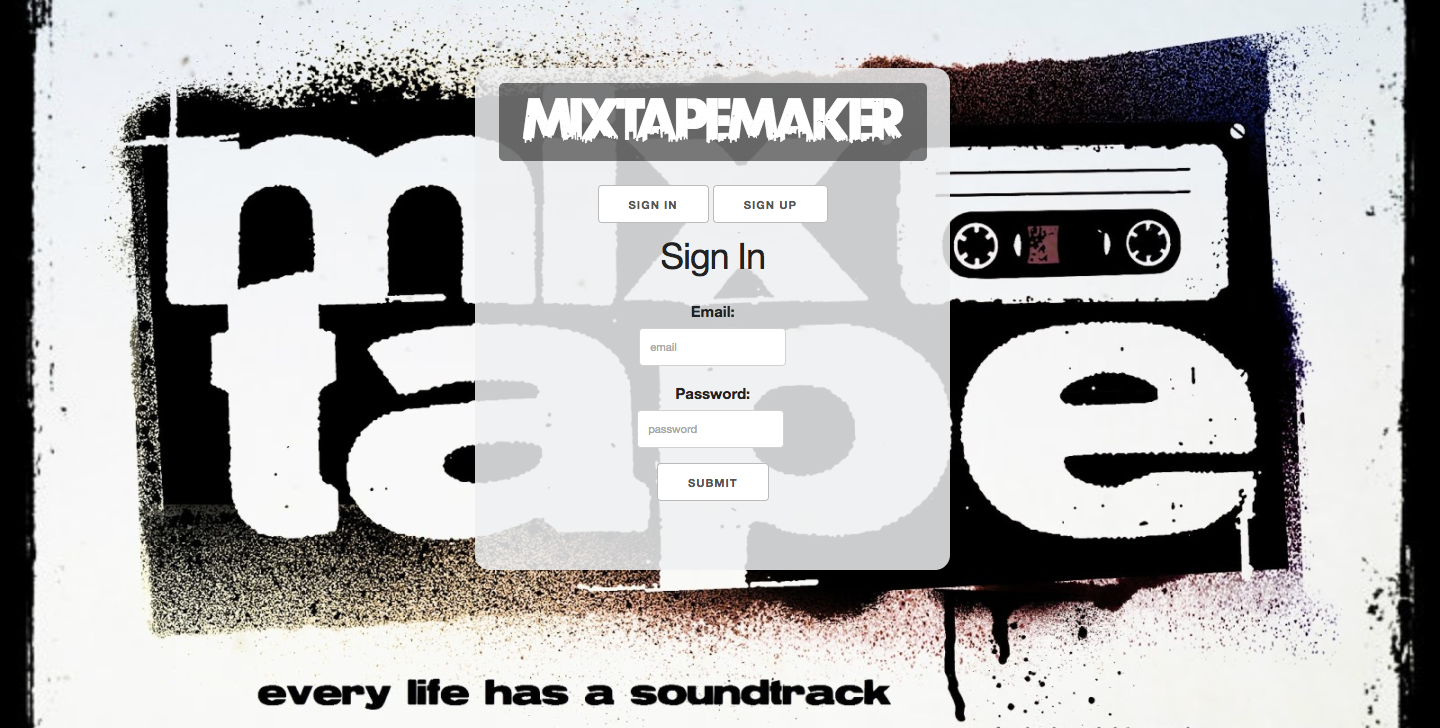 MIXTAPEMAKER
SIGN IN SIGN UP
Sign In
Email:
email
Password:
password
SUBMIT
mix
tape
every life has a soundtrack